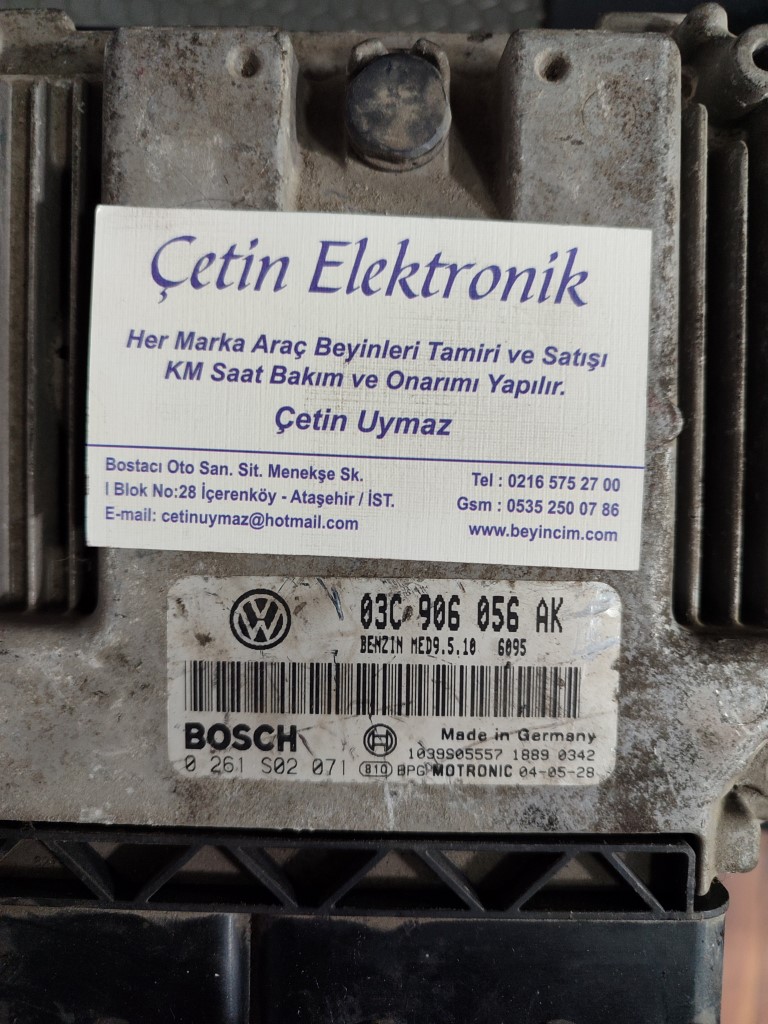 Çetin Elektronik
Her Marka Araç Beyinleri Tamiri ve Satışı
KM Saat Bakım ve Onarımı Yapılır.
Çetin Uymaz
Bostacı Oto San. Sit. Menekşe Sk.
I Blok No:28 İçerenköy - Ataşehir / İST.
E-mail: cetinuymaz@hotmail.com
Tel : 0216 575 27 00
Gsm : 0535 250 07 86
www.beyincim.com
VW
03C 906 056 AK
BENZIN MED9.5.10 6095
BOSCH
Made in Germany
1039S05557 1889 0342
0 261 S02 071 810 BPG MOTRONIC 04-05-28